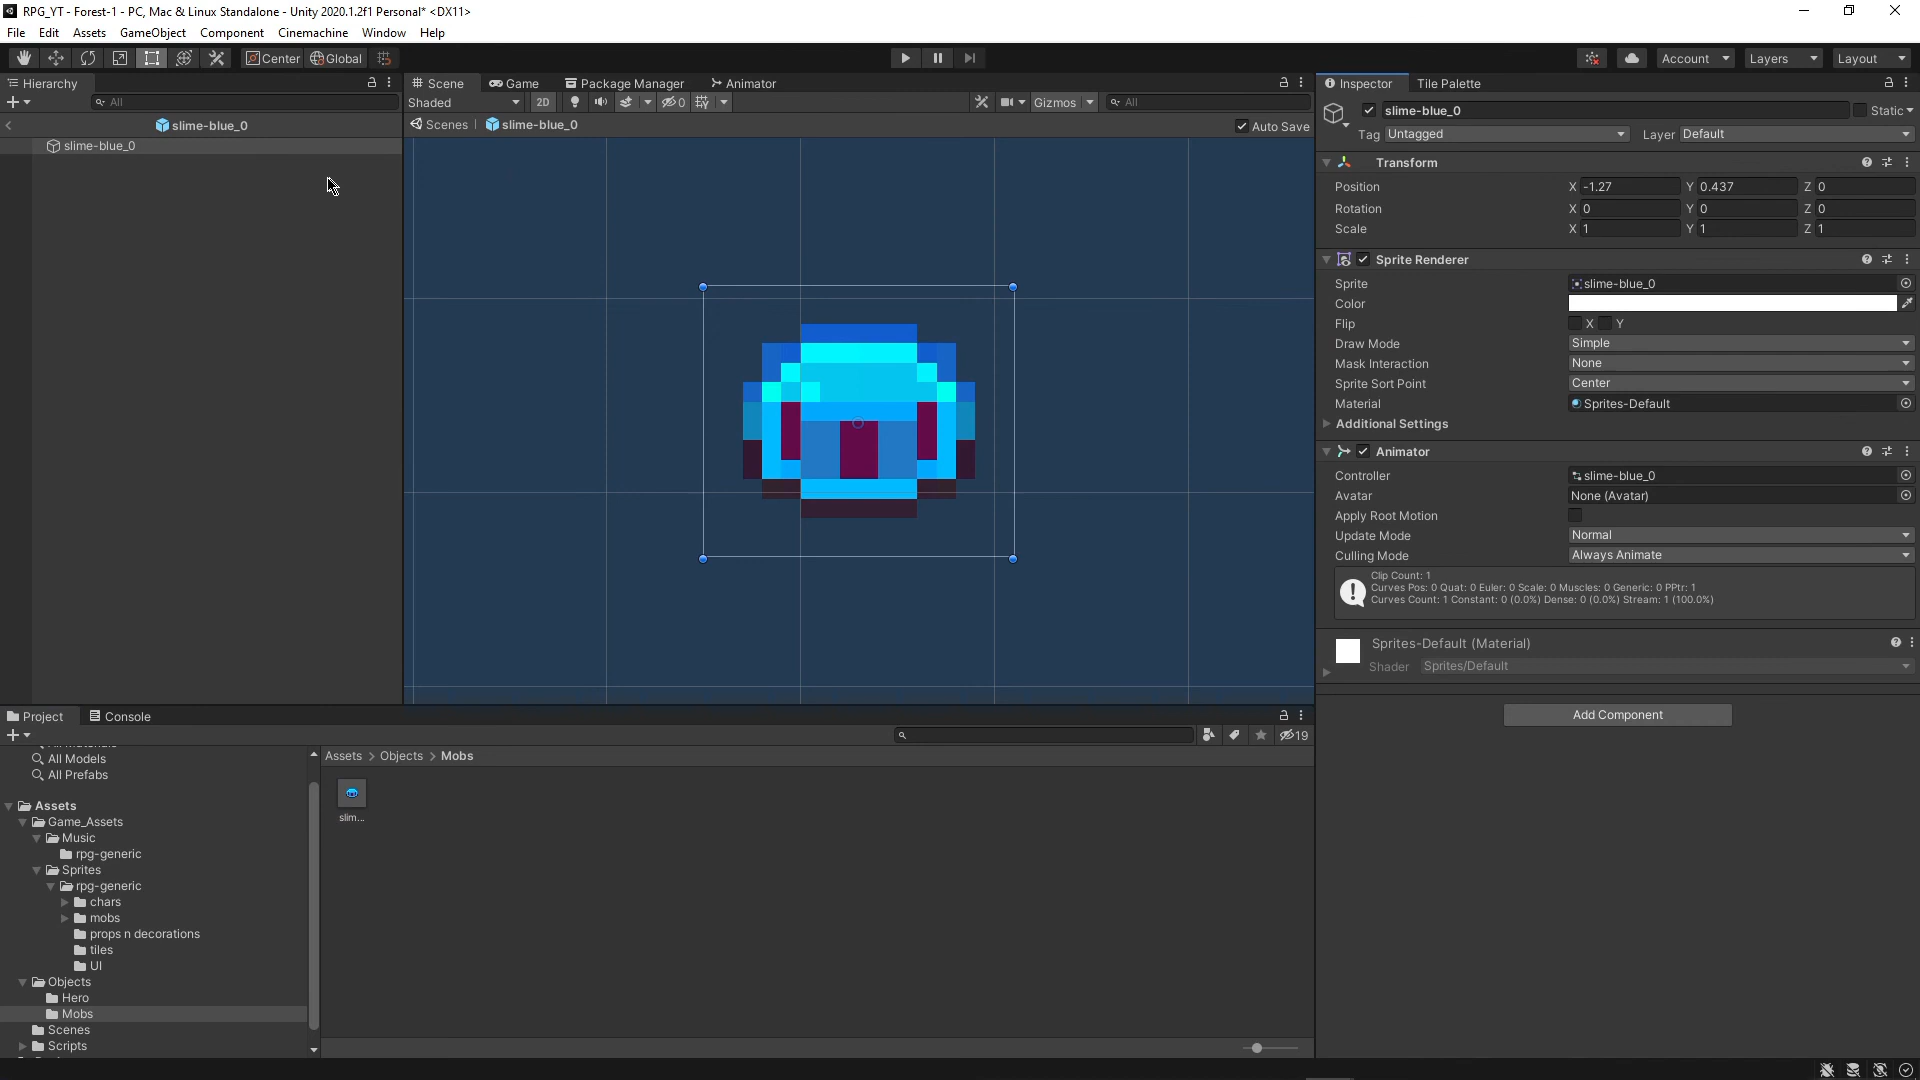 RPG_YT - Forest-1 - PC, Mac & Linux Standalone - Unity 2020.1.2f1 Personal* <DX11>
File Edit Assets GameObject Component Cinemachine Window Help
Center Global Account Layers Layout
Hierarchy
All
slime-blue_0
slime-blue_0
Scene Game Package Manager Animator
Shaded 2D 0 Gizmos All
Scenes slime-blue_0 Auto Save
Inspector Tile Palette
slime-blue_0 Static
Tag Untagged Layer Default
Transform
Position X -1.27 Y 0.437 Z 0
Rotation X 0 Y 0 Z 0
Scale X 1 Y 1 Z 1
Sprite Renderer
Sprite slime-blue_0
Color
Flip X Y
Draw Mode Simple
Mask Interaction None
Sprite Sort Point Center
Material Sprites-Default
Additional Settings
Animator
Controller slime-blue_0
Avatar None (Avatar)
Apply Root Motion
Update Mode Normal
Culling Mode Always Animate
Clip Count: 1
Curves Pos: 0 Quat: 0 Euler: 0 Scale: 0 Muscles: 0 Generic: 0 PPtr: 1
Curves Count: 1 Constant: 0 (0.0%) Dense: 0 (0.0%) Stream: 1 (100.0%)
Sprites-Default (Material)
Shader Sprites/Default
Add Component
Project Console
19
All Models
All Prefabs
Assets
Game_Assets
Music
rpg-generic
Sprites
rpg-generic
chars
mobs
props n decorations
tiles
UI
Objects
Hero
Mobs
Scenes
Scripts
Assets > Objects > Mobs
slim...